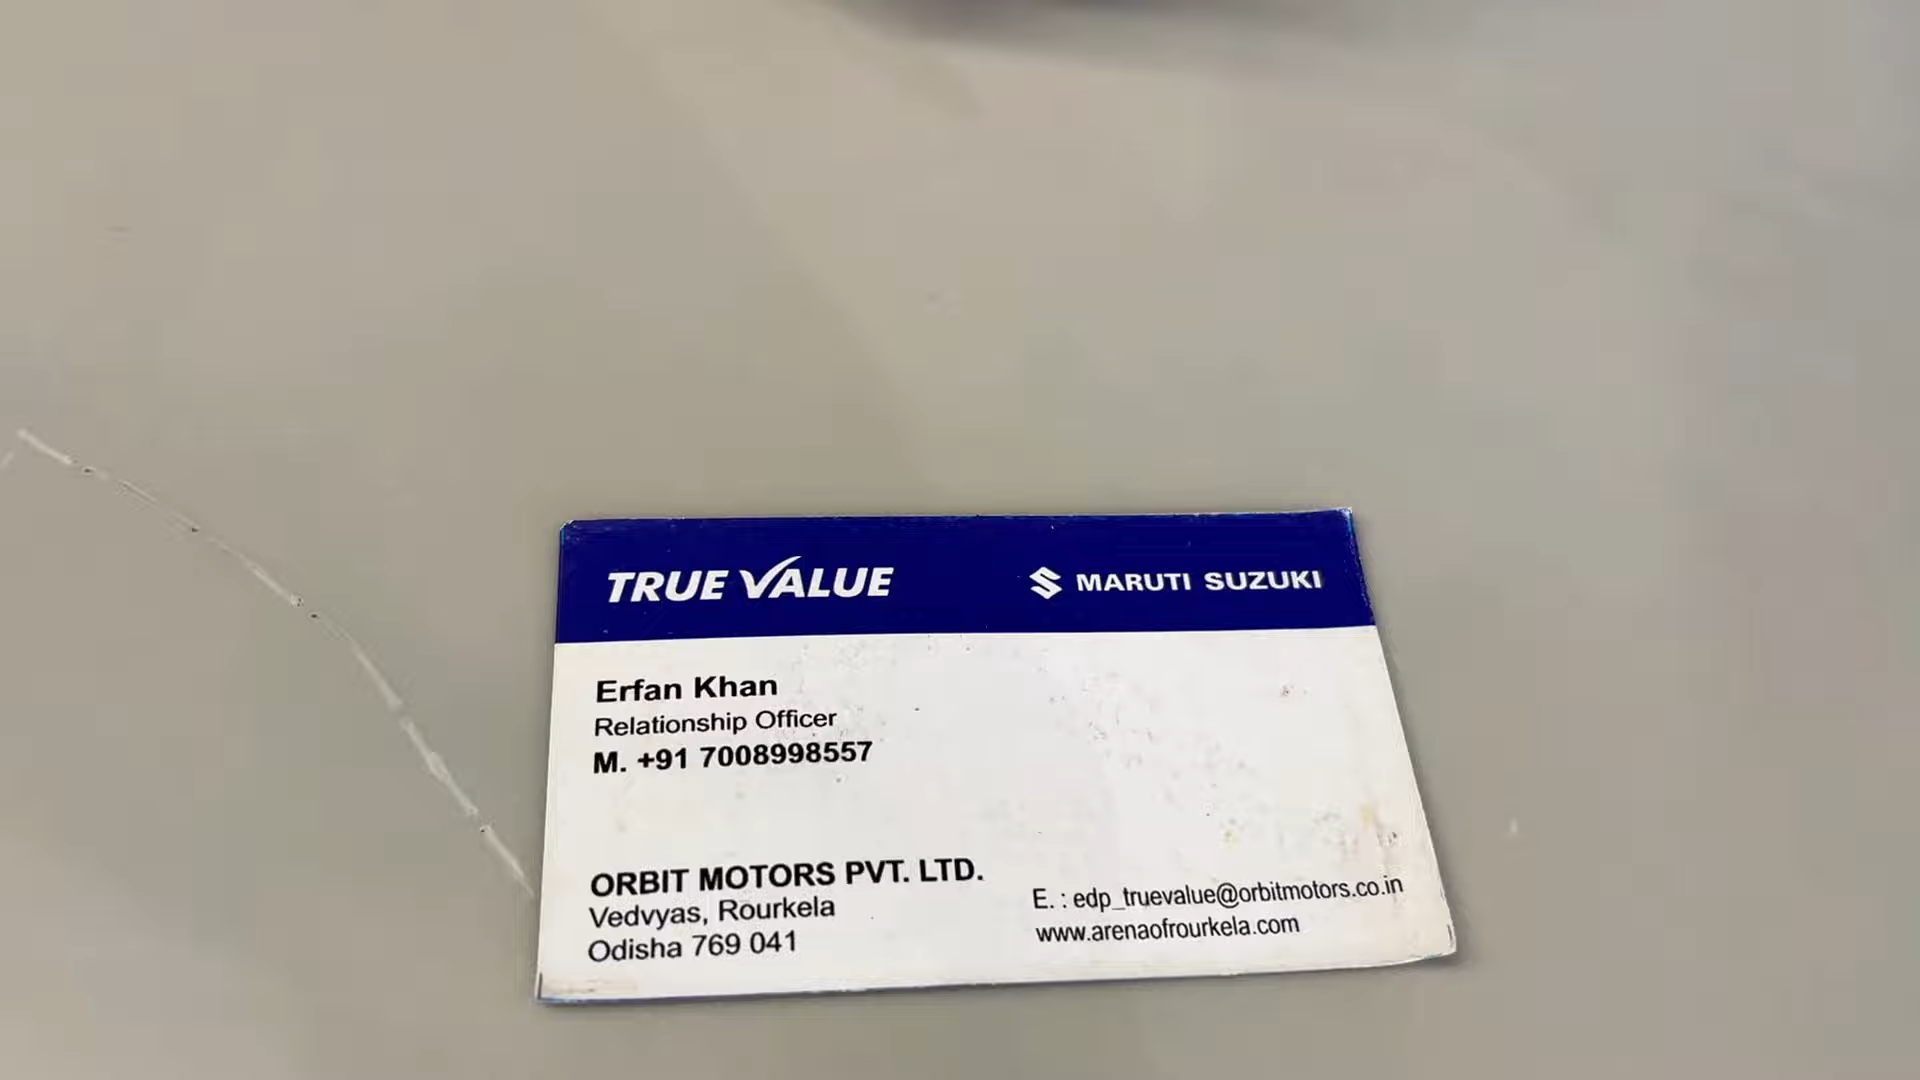 TRUE VALUE
MARUTI SUZUKI
Erfan Khan
Relationship Officer
M. +91 7008998557
ORBIT MOTORS PVT. LTD.
Vedvyas, Rourkela
Odisha 769 041
E. : edp_truevalue@orbitmotors.co.in
www.arenaofrourkela.com